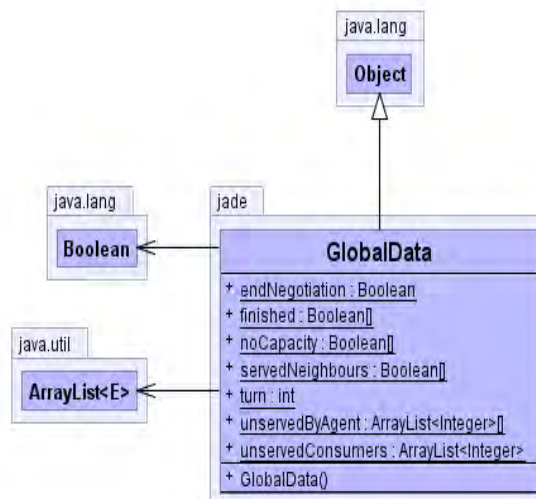 java.lang
Object
java.lang
Boolean
jade
GlobalData
+ endNegotiation : Boolean
+ finished : Boolean[]
+ noCapacity : Boolean[]
+ servedNeighbours : Boolean[]
+ turn : int
+ unservedByAgent : ArrayList<Integer>[]
+ unservedConsumers : ArrayList<Integer>
+ GlobalData()
java.util
ArrayList<E>